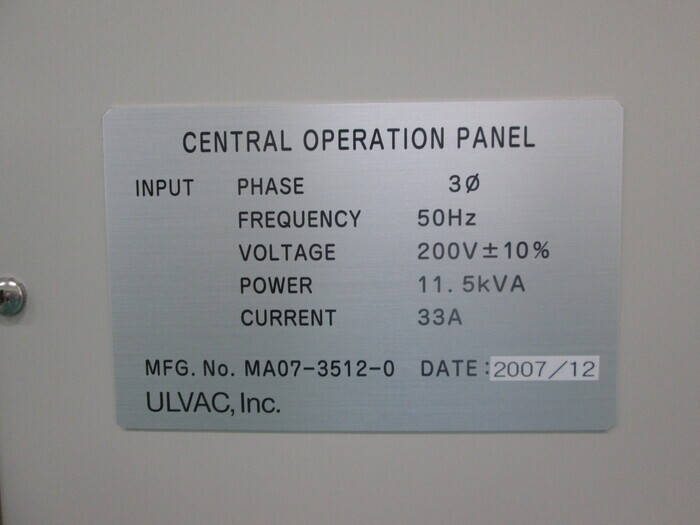 CENTRAL OPERATION PANEL
INPUT PHASE 3Ø
FREQUENCY 50Hz
VOLTAGE 200V±10%
POWER 11.5kVA
CURRENT 33A
MFG. No. MA07-3512-0 DATE:2007/12
ULVAC, Inc.